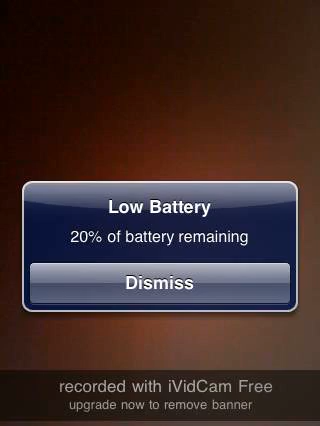 Low Battery
20% of battery remaining
Dismiss
recorded with iVidCam Free
upgrade now to remove banner